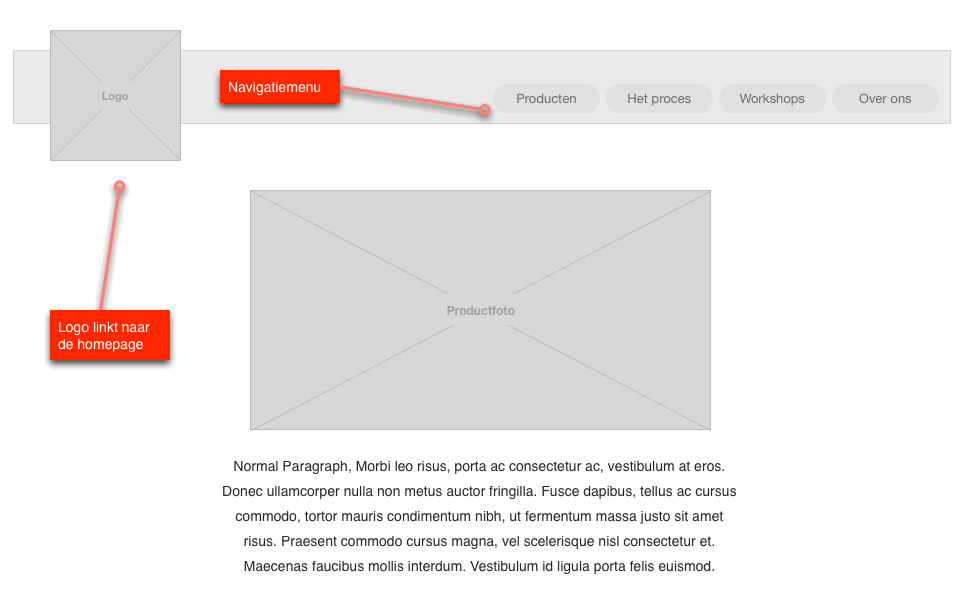 Logo
Navigatiemenu
Producten
Het proces
Workshops
Over ons
Productfoto
Logo linkt naar
de homepage
Normal Paragraph, Morbi leo risus, porta ac consectetur ac, vestibulum at eros.
Donec ullamcorper nulla non metus auctor fringilla. Fusce dapibus, tellus ac cursus
commodo, tortor mauris condimentum nibh, ut fermentum massa justo sit amet
risus. Praesent commodo cursus magna, vel scelerisque nisl consectetur et.
Maecenas faucibus mollis interdum. Vestibulum id ligula porta felis euismod.